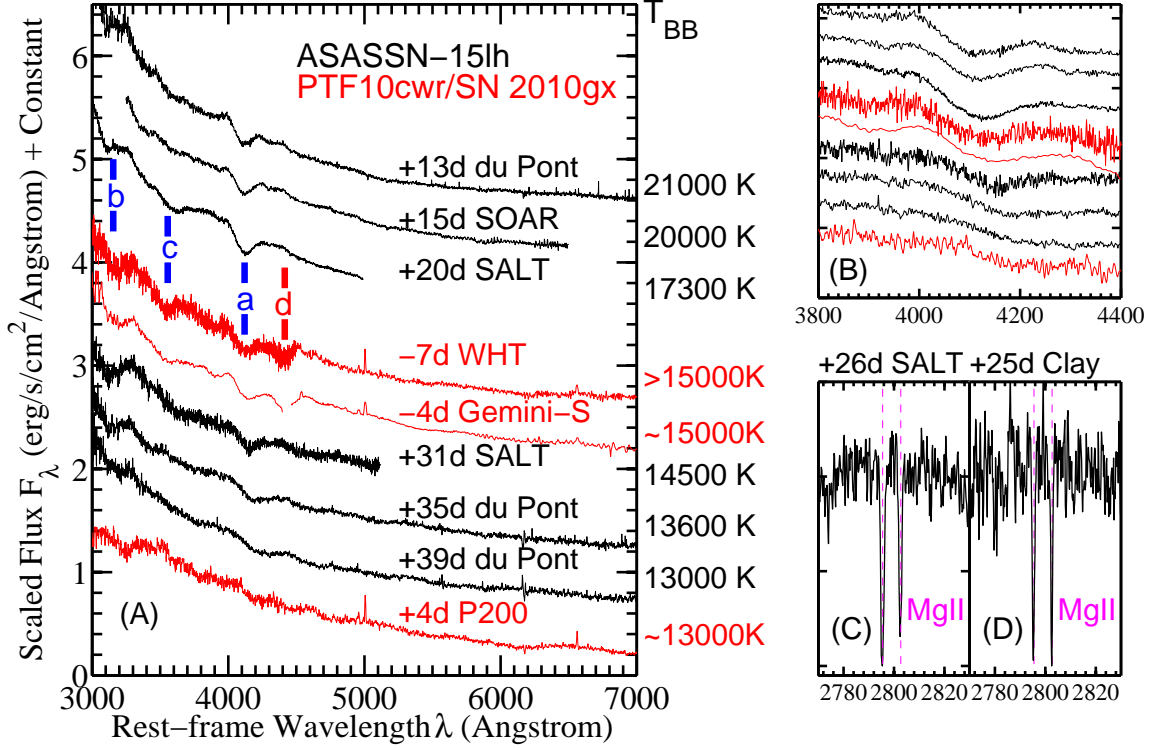 Scaled Flux Fλ (erg/s/cm²/Angstrom) + Constant
6
5
4
3
2
1
0
ASASSN−15lh
PTF10cwr/SN 2010gx
+13d du Pont
+15d SOAR
+20d SALT
−7d WHT
−4d Gemini−S
+31d SALT
+35d du Pont
+39d du Pont
+4d P200
b
c
a
d
(A)
3000 4000 5000 6000 7000
Rest−frame Wavelength λ (Angstrom)
TBB
21000 K
20000 K
17300 K
>15000K
~15000K
14500 K
13600 K
13000 K
~13000K
(B)
3800 4000 4200 4400
+26d SALT +25d Clay
(C) MgII
(D) MgII
2780 2800 2820 2780 2800 2820